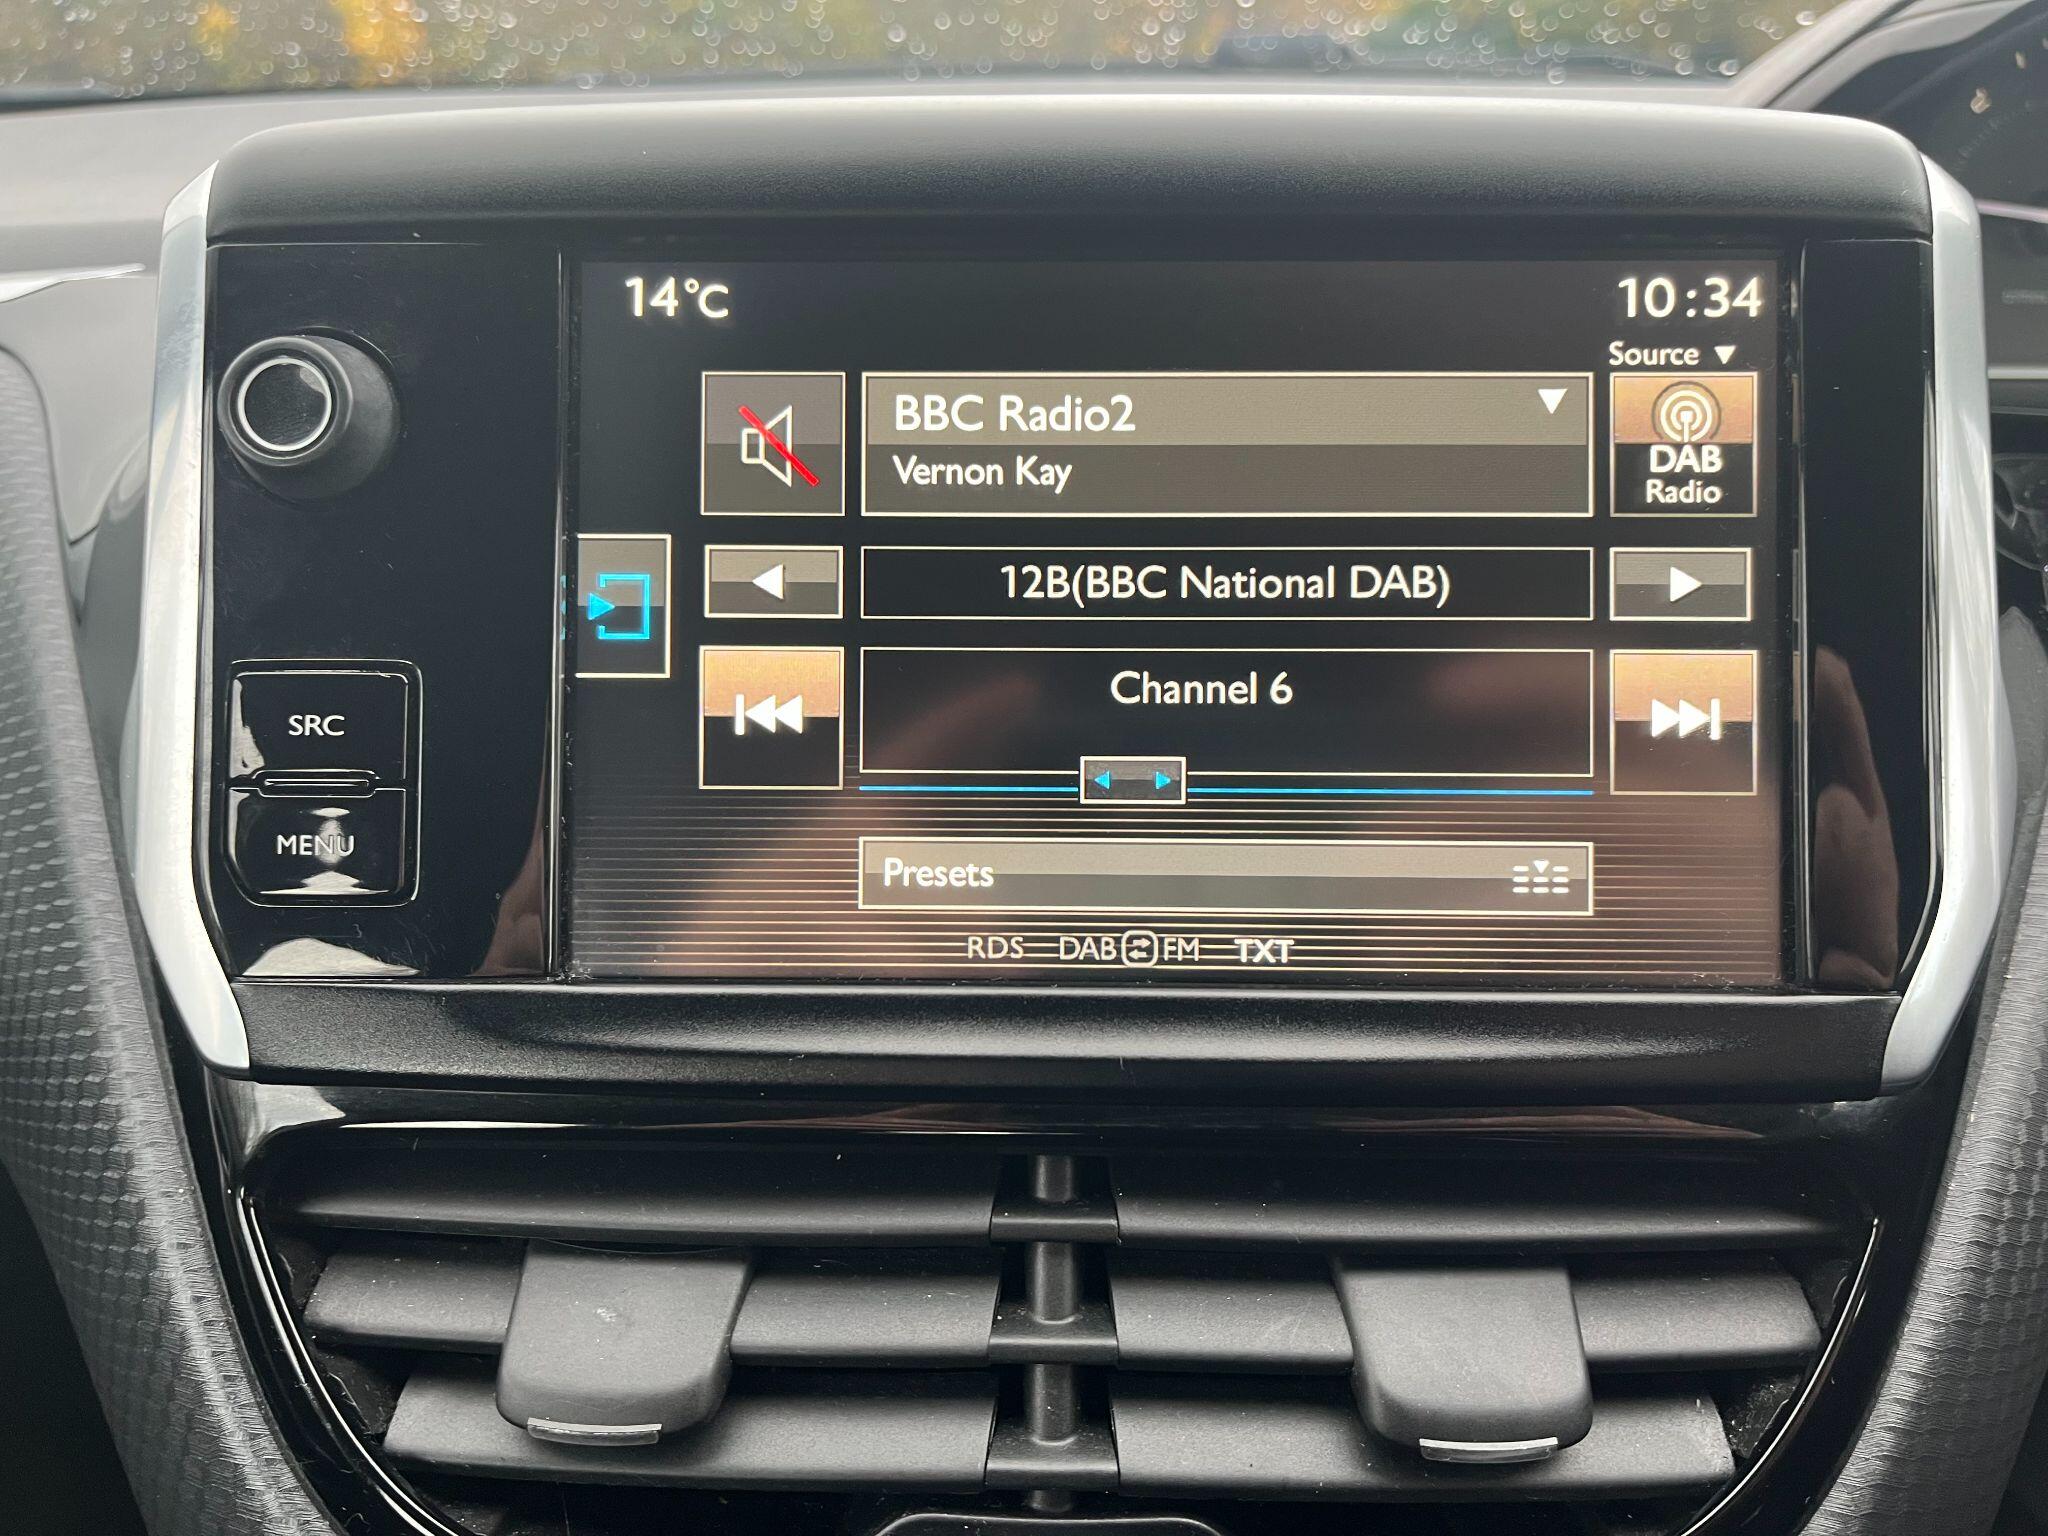 14°C
10:34
Source
BBC Radio2
Vernon Kay
DAB
Radio
12B(BBC National DAB)
Channel 6
SRC
MENU
Presets
RDS DAB FM TXT